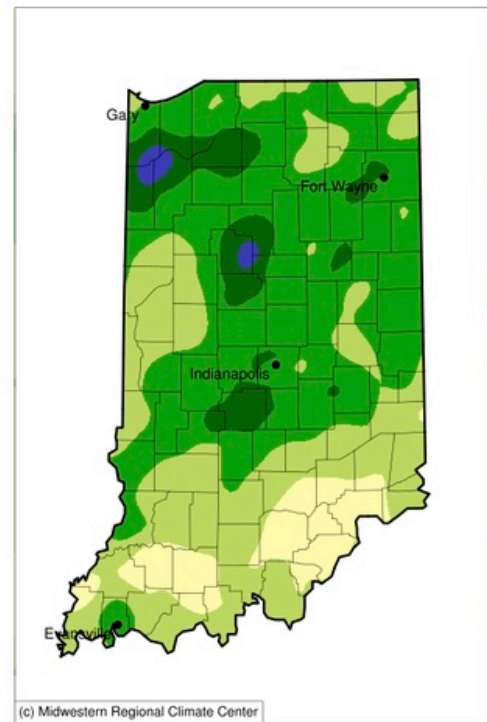 Gary
Fort Wayne
Indianapolis
Evansville
(c) Midwestern Regional Climate Center